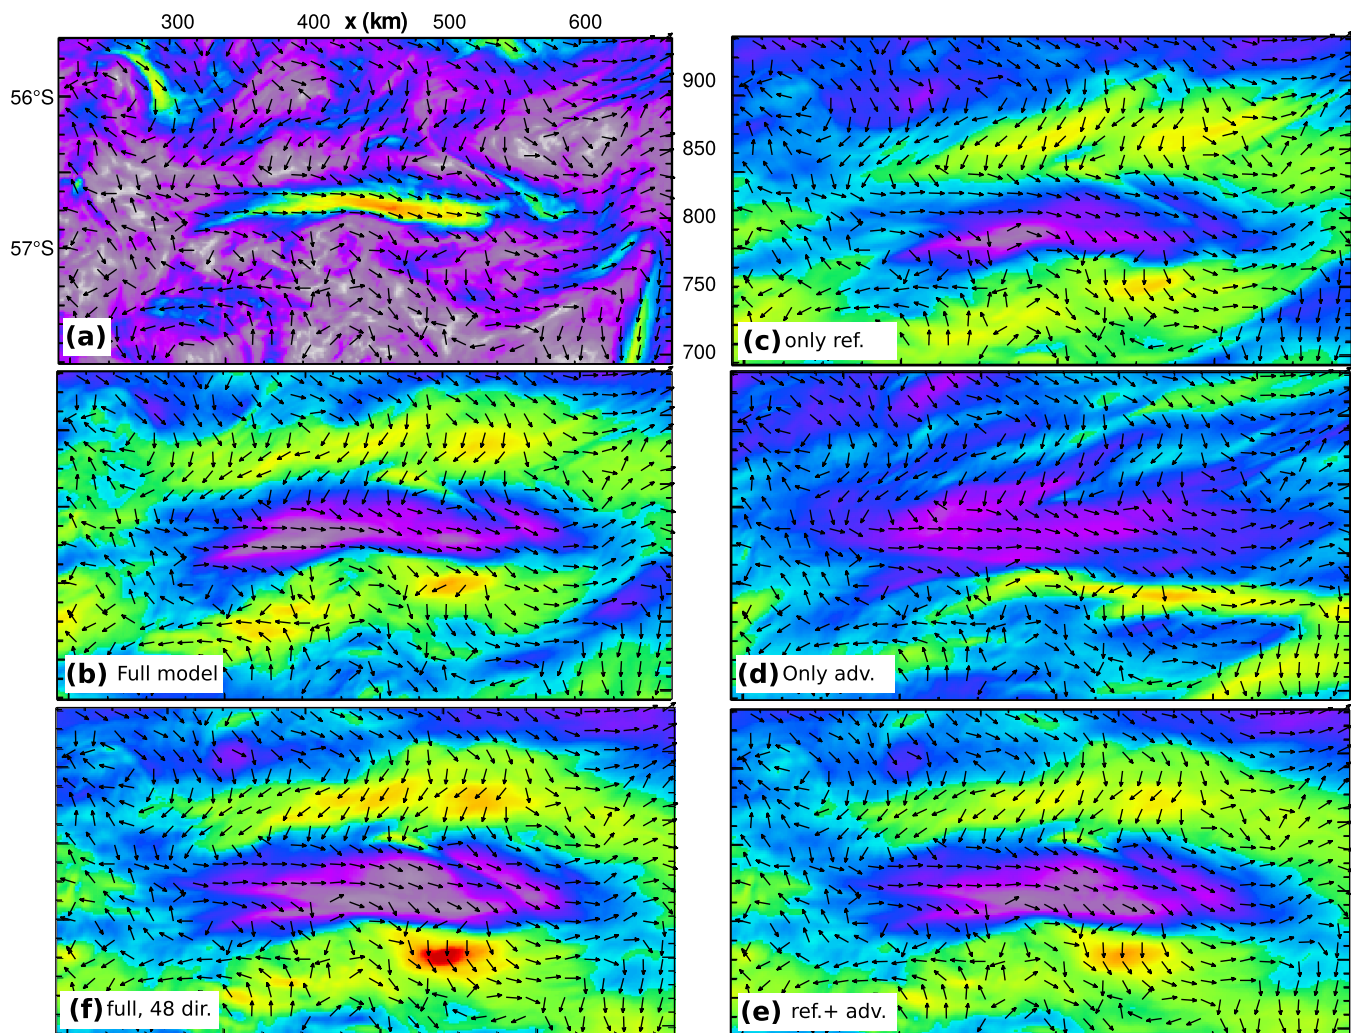 300 400 x (km) 500 600
56°S
57°S
900
850
800
750
700
(a)
(c) only ref.
(b) Full model
(d) Only adv.
(f) full, 48 dir.
(e) ref.+ adv.